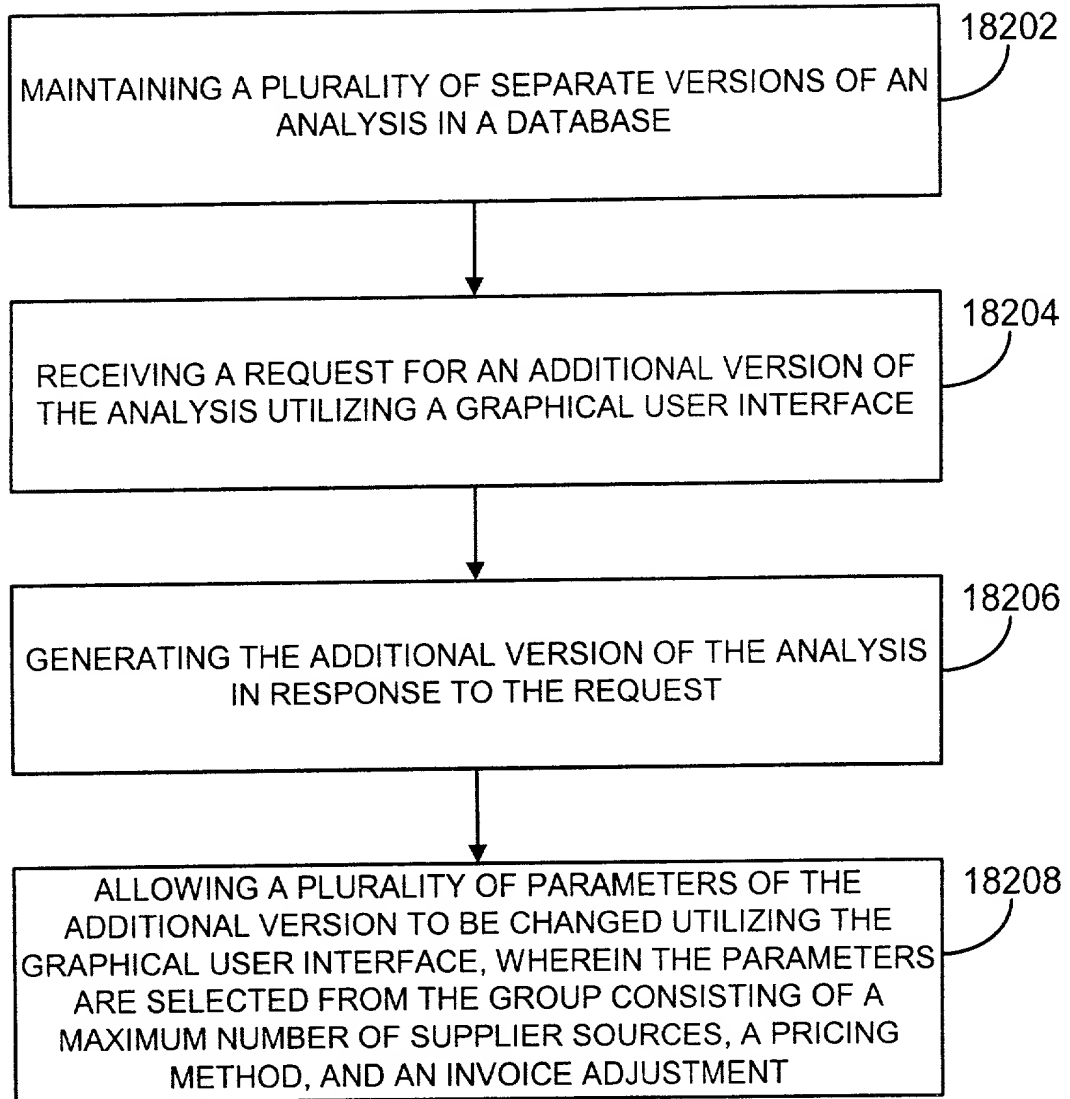 18202
MAINTAINING A PLURALITY OF SEPARATE VERSIONS OF AN
ANALYSIS IN A DATABASE
18204
RECEIVING A REQUEST FOR AN ADDITIONAL VERSION OF
THE ANALYSIS UTILIZING A GRAPHICAL USER INTERFACE
18206
GENERATING THE ADDITIONAL VERSION OF THE ANALYSIS
IN RESPONSE TO THE REQUEST
18208
ALLOWING A PLURALITY OF PARAMETERS OF THE
ADDITIONAL VERSION TO BE CHANGED UTILIZING THE
GRAPHICAL USER INTERFACE, WHEREIN THE PARAMETERS
ARE SELECTED FROM THE GROUP CONSISTING OF A
MAXIMUM NUMBER OF SUPPLIER SOURCES, A PRICING
METHOD, AND AN INVOICE ADJUSTMENT